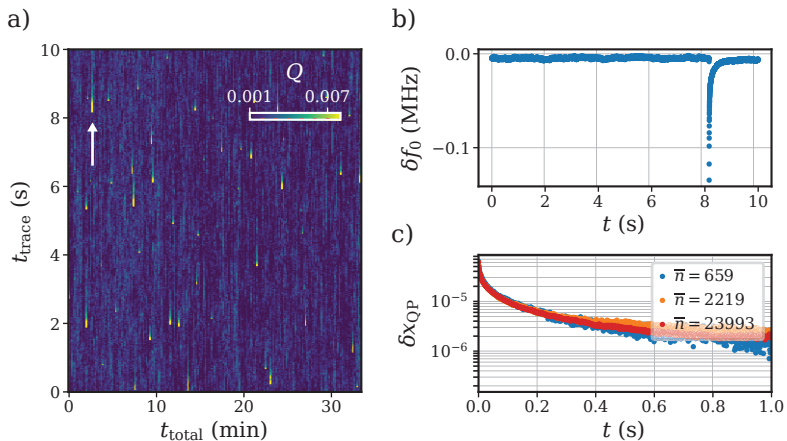 a)
10
8
6
4
2
0
t_trace (s)
0
10
20
30
t_total (min)
Q
0.001 0.007
b)
0.0
−0.1
δf₀ (MHz)
0
2
4
6
8
10
t (s)
c)
10⁻⁵
10⁻⁶
δx_QP
n̅ = 659
n̅ = 2219
n̅ = 23993
0.0
0.2
0.4
0.6
0.8
1.0
t (s)